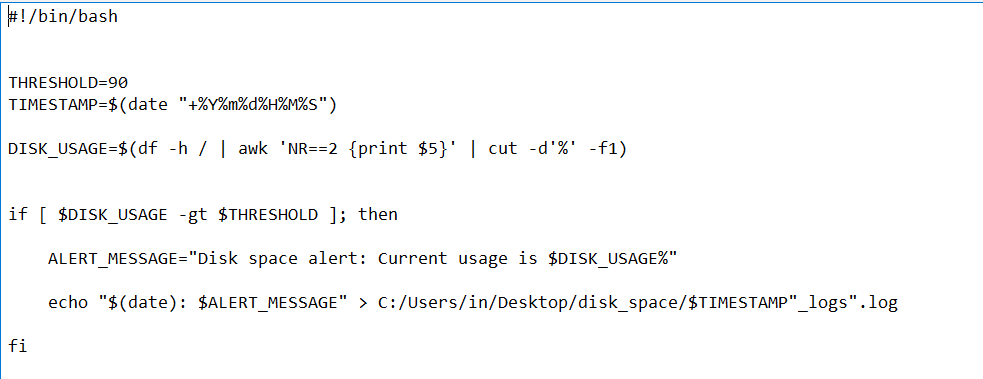 #!/bin/bash
THRESHOLD=90
TIMESTAMP=$(date "+%Y%m%d%H%M%S")
DISK_USAGE=$(df -h / | awk 'NR==2 {print $5}' | cut -d'%' -f1)
if [ $DISK_USAGE -gt $THRESHOLD ]; then
    ALERT_MESSAGE="Disk space alert: Current usage is $DISK_USAGE%"
    echo "$(date): $ALERT_MESSAGE" > C:/Users/in/Desktop/disk_space/$TIMESTAMP"_logs".log
fi